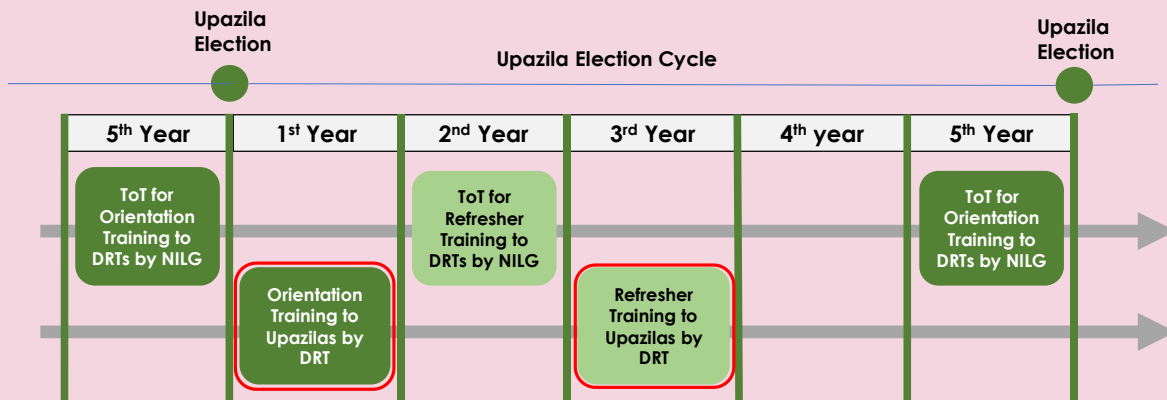 Upazila
Election
Upazila Election Cycle
Upazila
Election
5th Year
1st Year
2nd Year
3rd Year
4th year
5th Year
ToT for
Orientation
Training to
DRTs by NILG
ToT for
Refresher
Training to
DRTs by NILG
ToT for
Orientation
Training to
DRTs by NILG
Orientation
Training to
Upazilas by
DRT
Refresher
Training to
Upazilas by
DRT